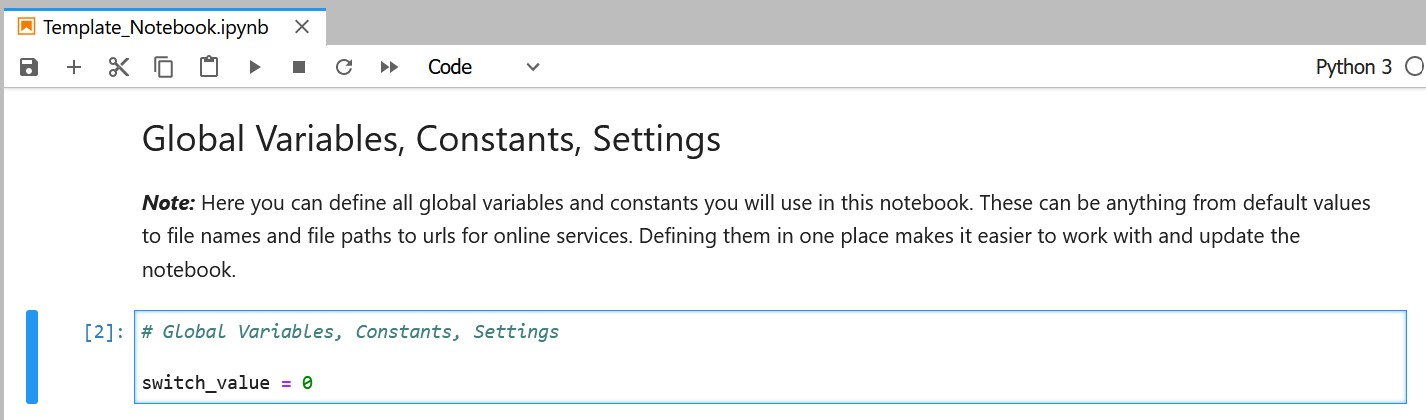 Template_Notebook.ipynb
Code
Python 3
Global Variables, Constants, Settings
Note: Here you can define all global variables and constants you will use in this notebook. These can be anything from default values
to file names and file paths to urls for online services. Defining them in one place makes it easier to work with and update the
notebook.
[2]: # Global Variables, Constants, Settings
switch_value = 0